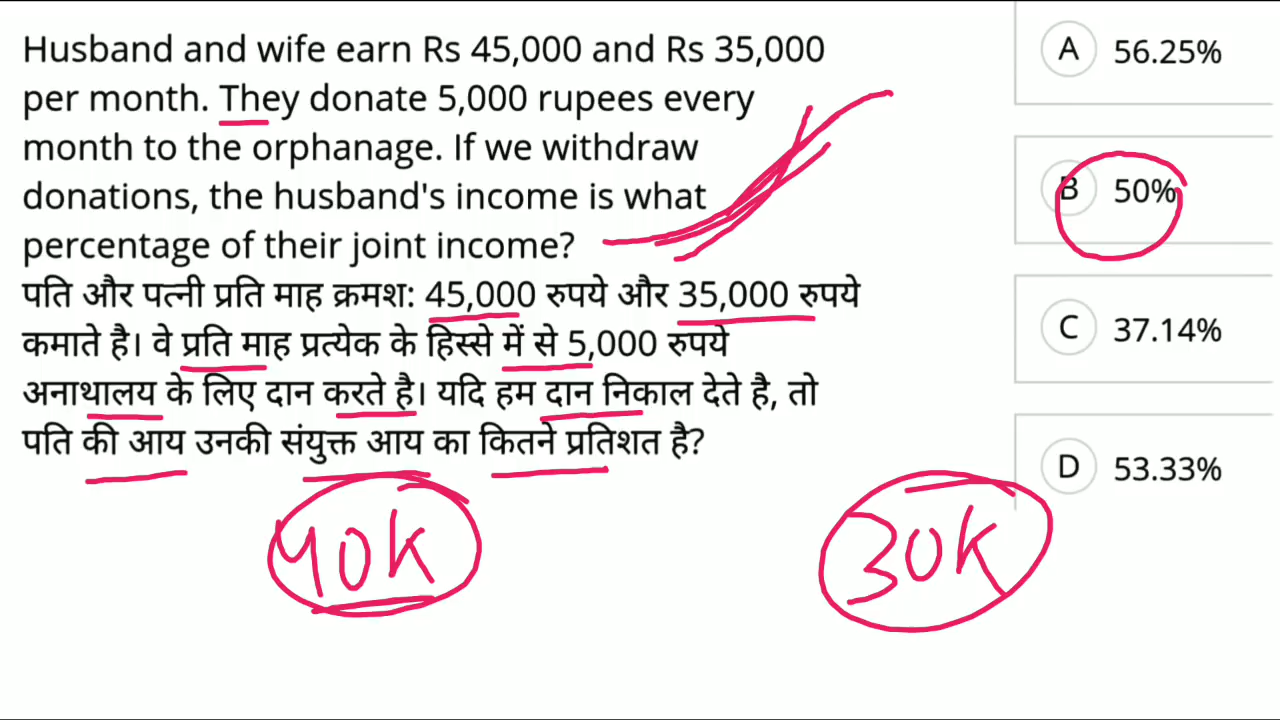 Husband and wife earn Rs 45,000 and Rs 35,000
per month. They donate 5,000 rupees every
month to the orphanage. If we withdraw
donations, the husband's income is what
percentage of their joint income?
पति और पत्नी प्रति माह क्रमश: 45,000 रुपये और 35,000 रुपये
कमाते है। वे प्रति माह प्रत्येक के हिस्से में से 5,000 रुपये
अनाथालय के लिए दान करते है। यदि हम दान निकाल देते है, तो
पति की आय उनकी संयुक्त आय का कितने प्रतिशत है?
40K
30K
A 56.25%
B 50%
C 37.14%
D 53.33%